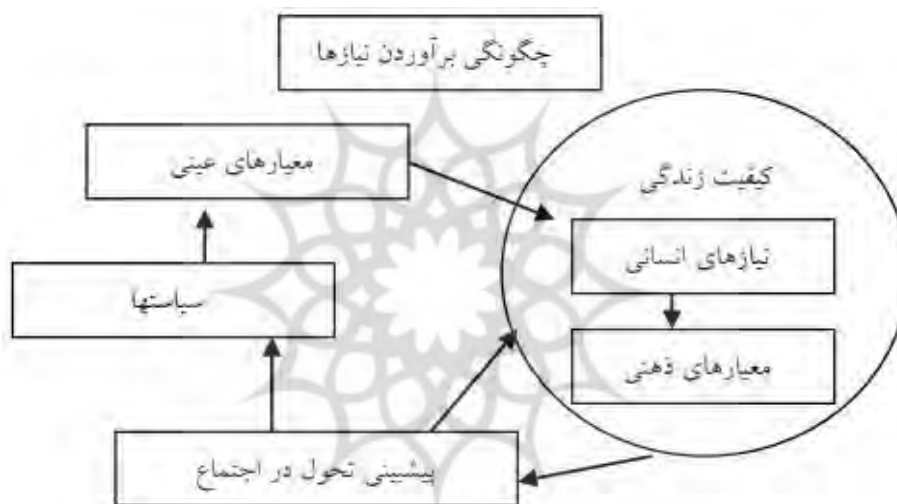 چگونگی برآوردن نیازها
معیارهای عینی
کیفیت زندگی
نیازهای انسانی
سیاستها
معیارهای ذهنی
پیشبینی تحول در اجتماع